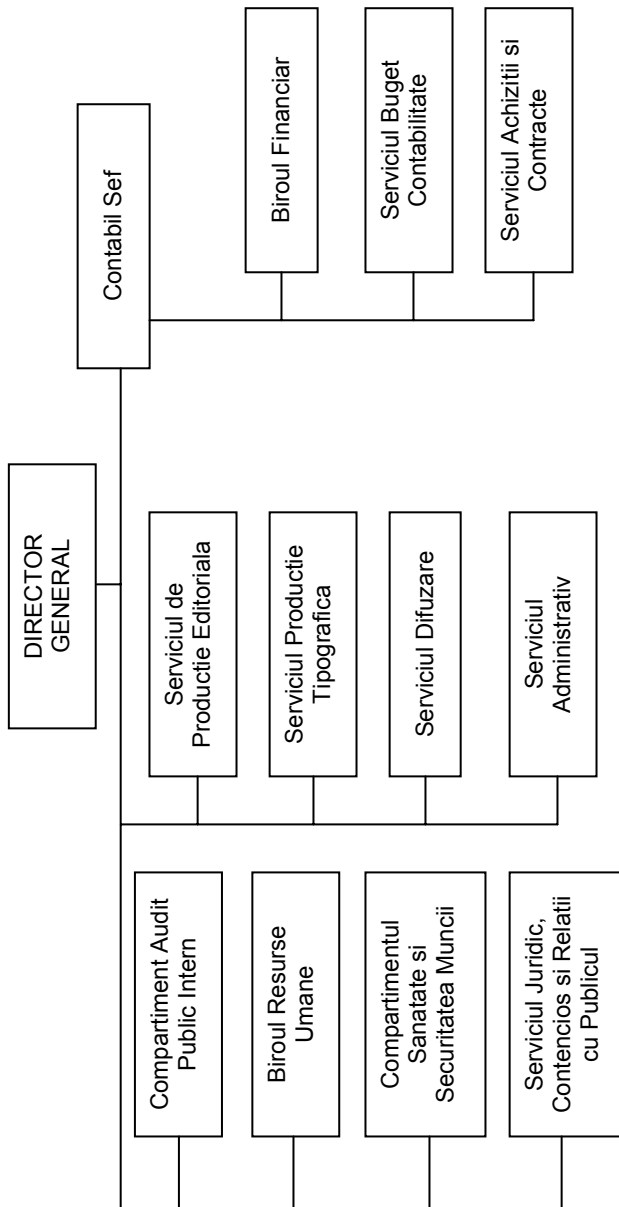 DIRECTOR
GENERAL
Contabil Sef
Compartiment Audit
Public Intern
Biroul Resurse
Umane
Compartimentul
Sanatate si
Securitatea Muncii
Serviciul Juridic,
Contencios si Relatii
cu Publicul
Serviciul de
Productie Editoriala
Serviciul Productie
Tipografica
Serviciul Difuzare
Serviciul
Administrativ
Biroul Financiar
Serviciul Buget
Contabilitate
Serviciul Achizitii si
Contracte